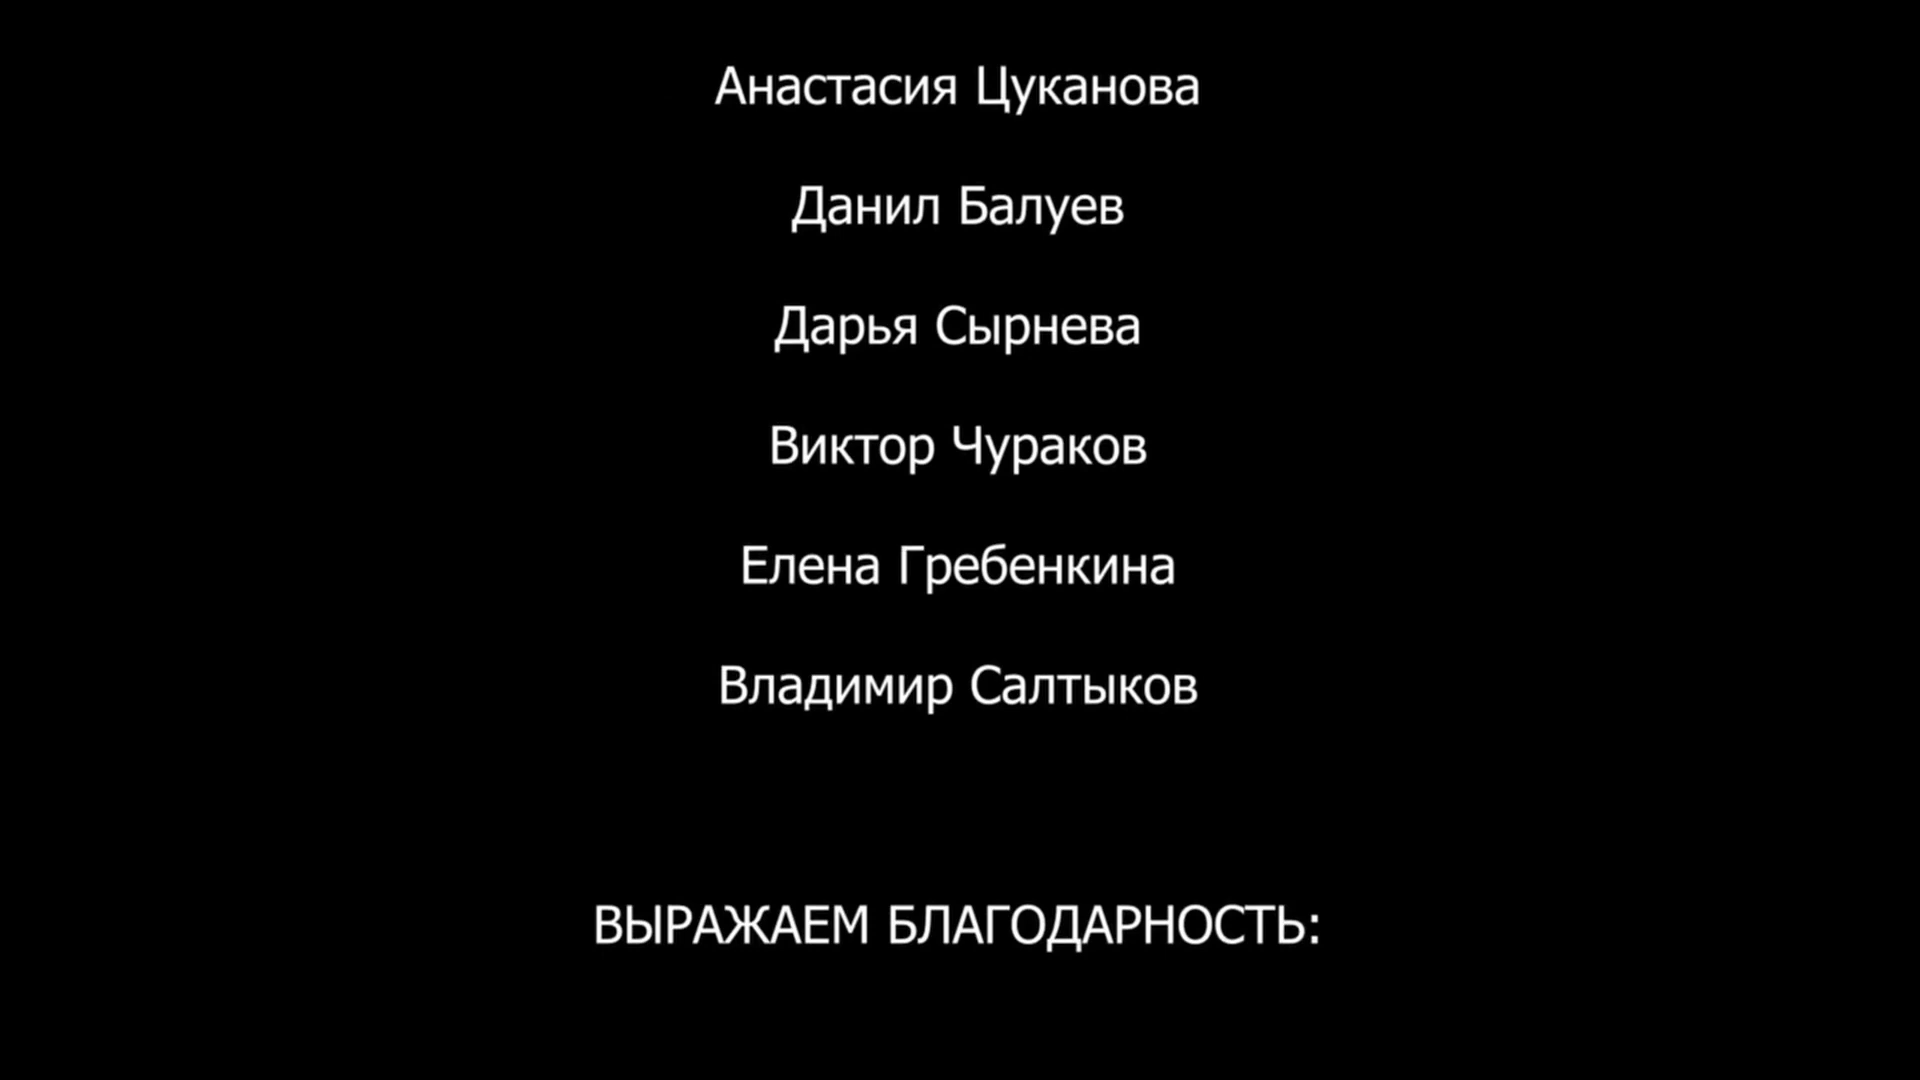 Анастасия Цуканова
Данил Балуев
Дарья Сырнева
Виктор Чураков
Елена Гребенкина
Владимир Салтыков
ВЫРАЖАЕМ БЛАГОДАРНОСТЬ: